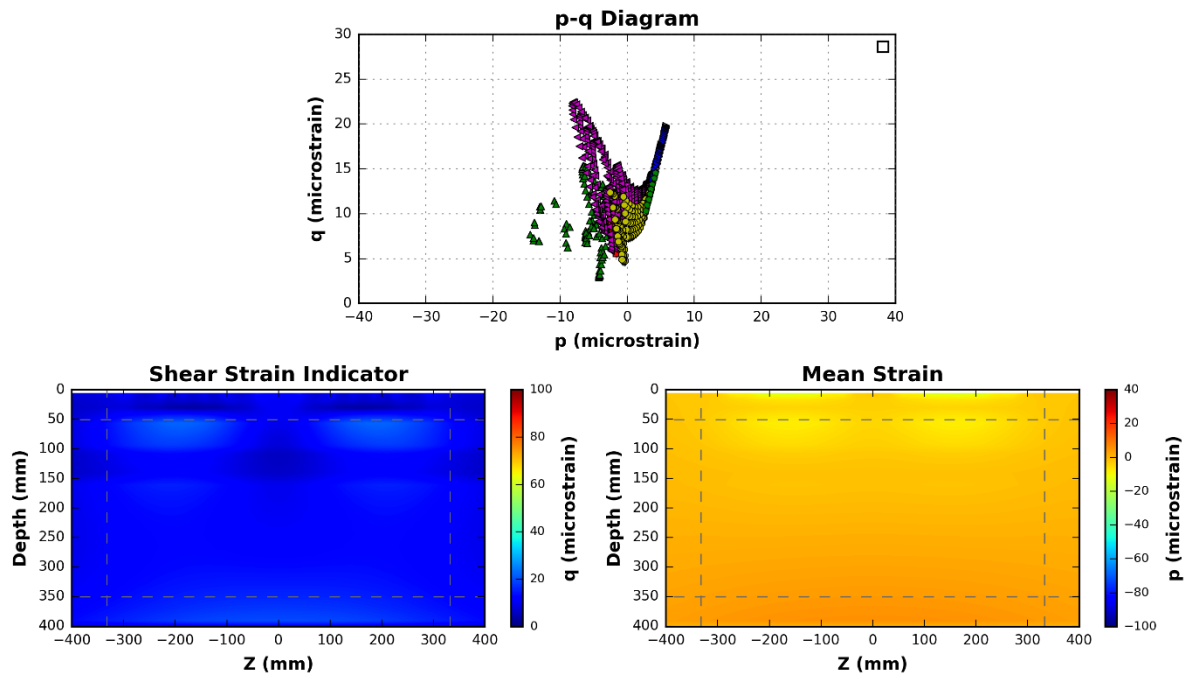 p-q Diagram
30
25
20
15
10
5
0
q (microstrain)
−40 −30 −20 −10 0 10 20 30 40
p (microstrain)
Shear Strain Indicator
0
50
100
150
200
250
300
350
400
Depth (mm)
−400 −300 −200 −100 0 100 200 300 400
Z (mm)
100
80
60
40
20
0
q (microstrain)
Mean Strain
0
50
100
150
200
250
300
350
400
Depth (mm)
−400 −300 −200 −100 0 100 200 300 400
Z (mm)
40
20
0
−20
−40
−60
−80
−100
p (microstrain)